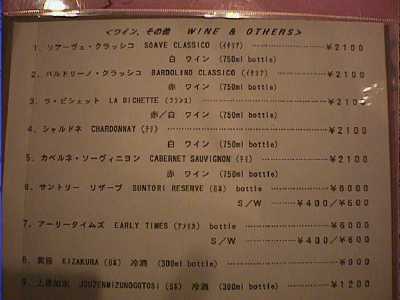 ＜ワイン、その他　WINE & OTHERS＞
1．ソアーヴェ・クラッシコ　SOAVE CLASSICO（ｲﾀﾘｱ）………………￥2100
白　ワイン　（750ml bottle）
2．バルドリーノ・クラッシコ　BARDOLINO CLASSICO（ｲﾀﾘｱ）…………￥2100
赤　ワイン　（750ml bottle）
3．ラ・ビシェット　LA BICHETTE（ﾌﾗﾝｽ）………………￥2100
赤／白　ワイン　（750ml bottle）
4．シャルドネ　CHARDONNAY（ﾁﾘ）………………￥2100
白　ワイン　（750ml bottle）
5．カベルネ・ソーヴィニヨン　CABERNET SAUVIGNON（ﾁﾘ）…………￥2100
赤　ワイン　（750ml bottle）
6．サントリー　リザーブ　SUNTORI RESERVE（日本）bottle　………………￥6000
S／W　………￥400／￥600
7．アーリータイムズ　EARLY TIMES（ｱﾒﾘｶ）　bottle　………………￥6000
S／W　………￥400／￥600
8．黄桜　KIZAKURA（日本）　冷酒　（300ml bottle）………………￥900
9．上善如水　JOUZENMIZUNOGOTOSI（日本）冷酒　（300ml bottle）……￥1200